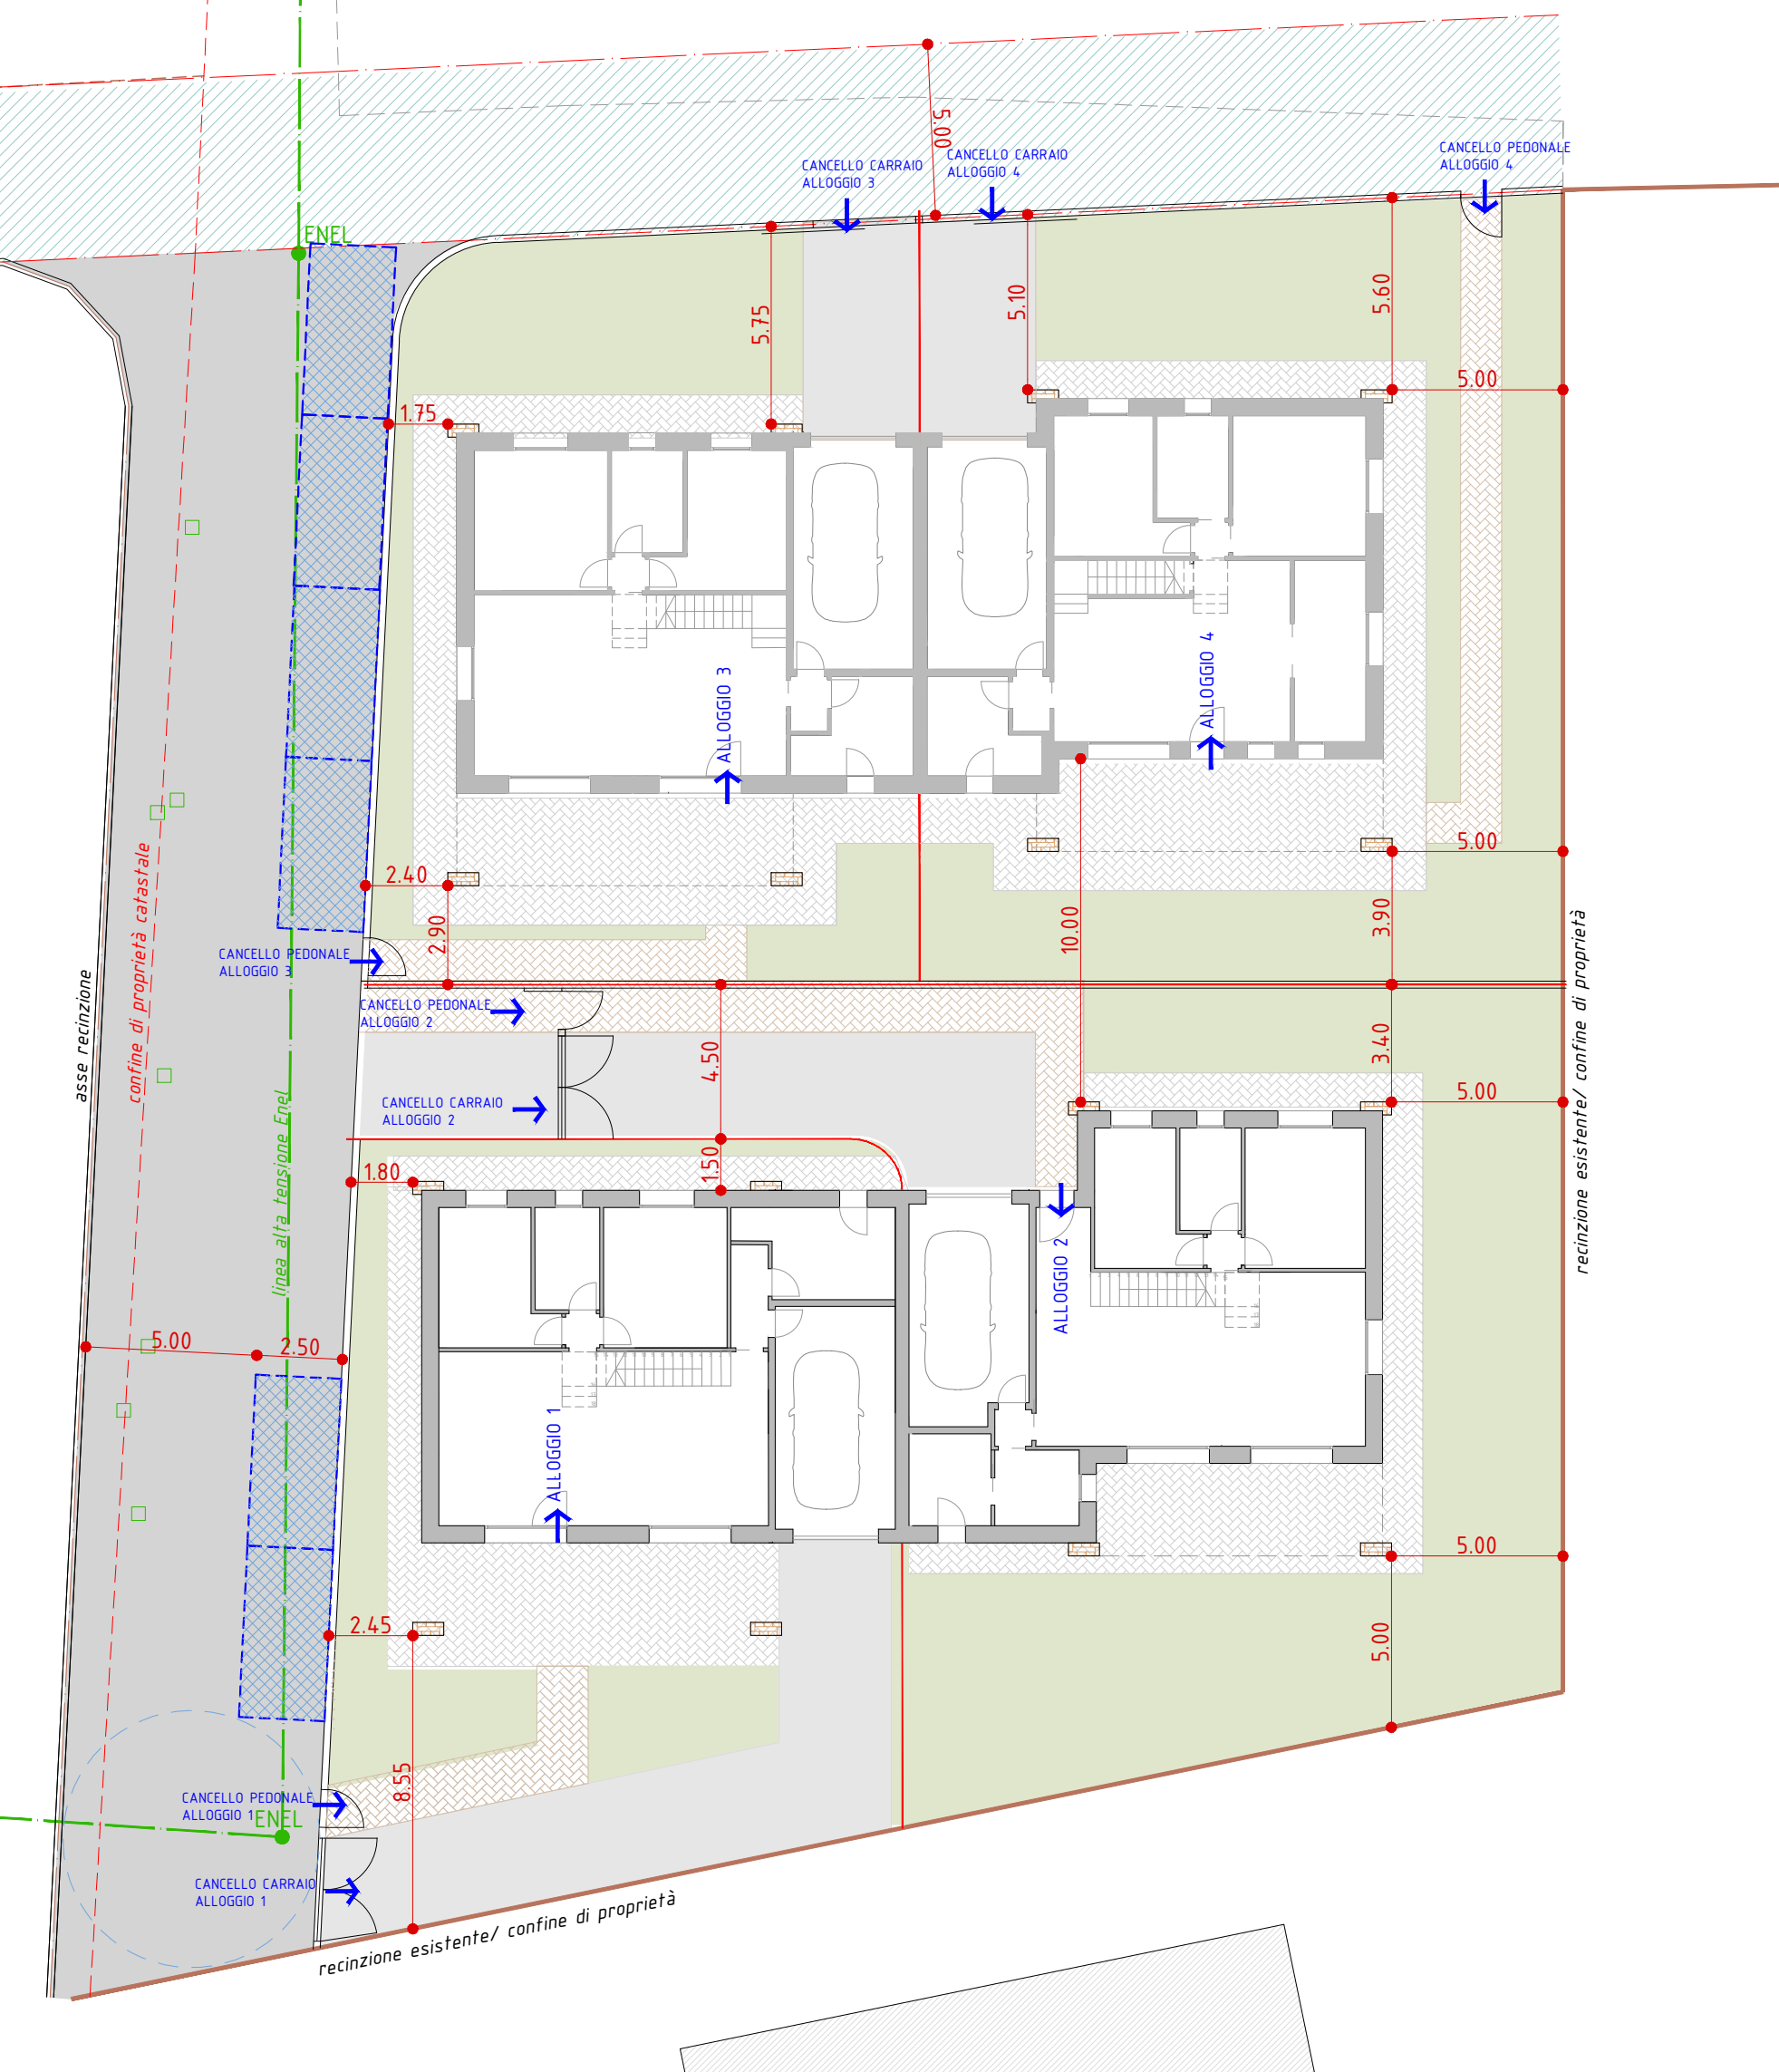 5.00
CANCELLO CARRAIO
ALLOGGIO 3
CANCELLO CARRAIO
ALLOGGIO 4
CANCELLO PEDONALE
ALLOGGIO 4
ENEL
5.75
5.10
5.60
1.75
5.00
ALLOGGIO 3
ALLOGGIO 4
5.00
2.40
2.90
10.00
3.90
CANCELLO PEDONALE
ALLOGGIO 3
asse recinzione
confine di proprietà catastale
linea alta tensione Enel
recinzione esistente/ confine di proprietà
CANCELLO PEDONALE
ALLOGGIO 2
4.50
3.40
CANCELLO CARRAIO
ALLOGGIO 2
5.00
1.50
1.80
ALLOGGIO 2
5.00
2.50
ALLOGGIO 1
5.00
2.45
5.00
8.55
CANCELLO PEDONALE
ALLOGGIO 1
ENEL
CANCELLO CARRAIO
ALLOGGIO 1
recinzione esistente/ confine di proprietà